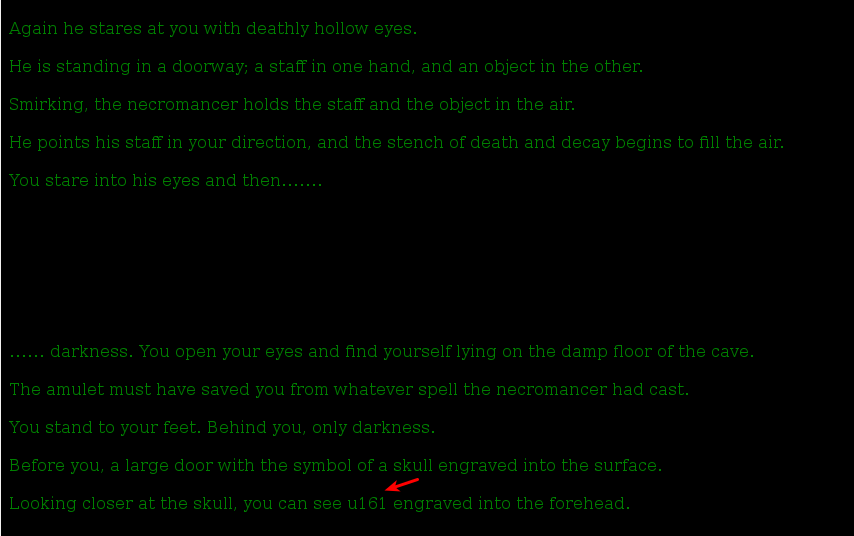 Again he stares at you with deathly hollow eyes.
He is standing in a doorway; a staff in one hand, and an object in the other.
Smirking, the necromancer holds the staff and the object in the air.
He points his staff in your direction, and the stench of death and decay begins to fill the air.
You stare into his eyes and then.......
...... darkness. You open your eyes and find yourself lying on the damp floor of the cave.
The amulet must have saved you from whatever spell the necromancer had cast.
You stand to your feet. Behind you, only darkness.
Before you, a large door with the symbol of a skull engraved into the surface.
Looking closer at the skull, you can see u161 engraved into the forehead.